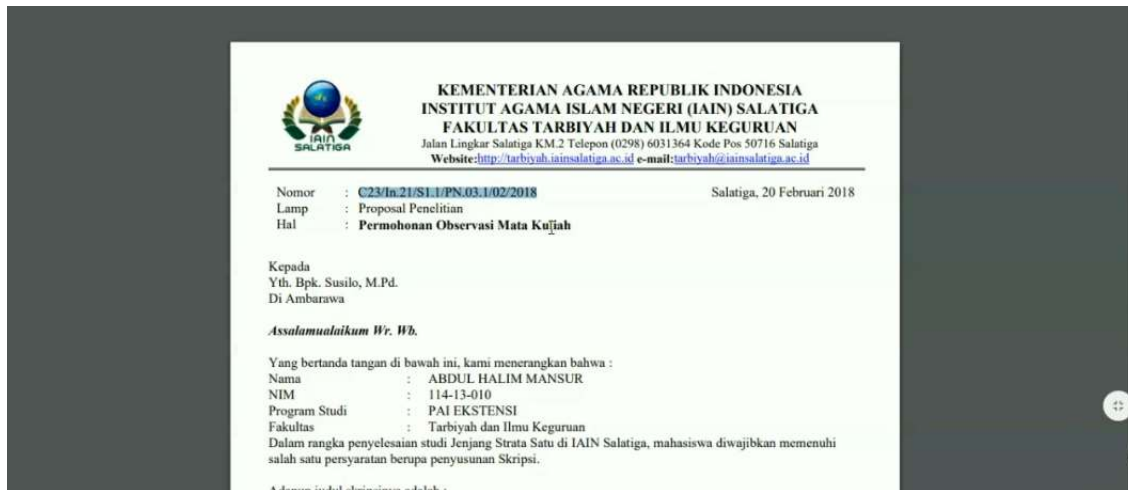 IAIN
SALATIGA
KEMENTERIAN AGAMA REPUBLIK INDONESIA
INSTITUT AGAMA ISLAM NEGERI (IAIN) SALATIGA
FAKULTAS TARBIYAH DAN ILMU KEGURUAN
Jalan Lingkar Salatiga KM.2 Telepon (0298) 6031364 Kode Pos 50716 Salatiga
Website:http://tarbiyah.iainsalatiga.ac.id e-mail:tarbiyah@iainsalatiga.ac.id
Nomor : C23/In.21/S1.1/PN.03.1/02/2018 Salatiga, 20 Februari 2018
Lamp : Proposal Penelitian
Hal : Permohonan Observasi Mata Kuliah
Kepada
Yth. Bpk. Susilo, M.Pd.
Di Ambarawa
Assalamualaikum Wr. Wb.
Yang bertanda tangan di bawah ini, kami menerangkan bahwa :
Nama : ABDUL HALIM MANSUR
NIM : 114-13-010
Program Studi : PAI EKSTENSI
Fakultas : Tarbiyah dan Ilmu Keguruan
Dalam rangka penyelesaian studi Jenjang Strata Satu di IAIN Salatiga, mahasiswa diwajibkan memenuhi
salah satu persyaratan berupa penyusunan Skripsi.
Adapun judul skripsinya adalah :